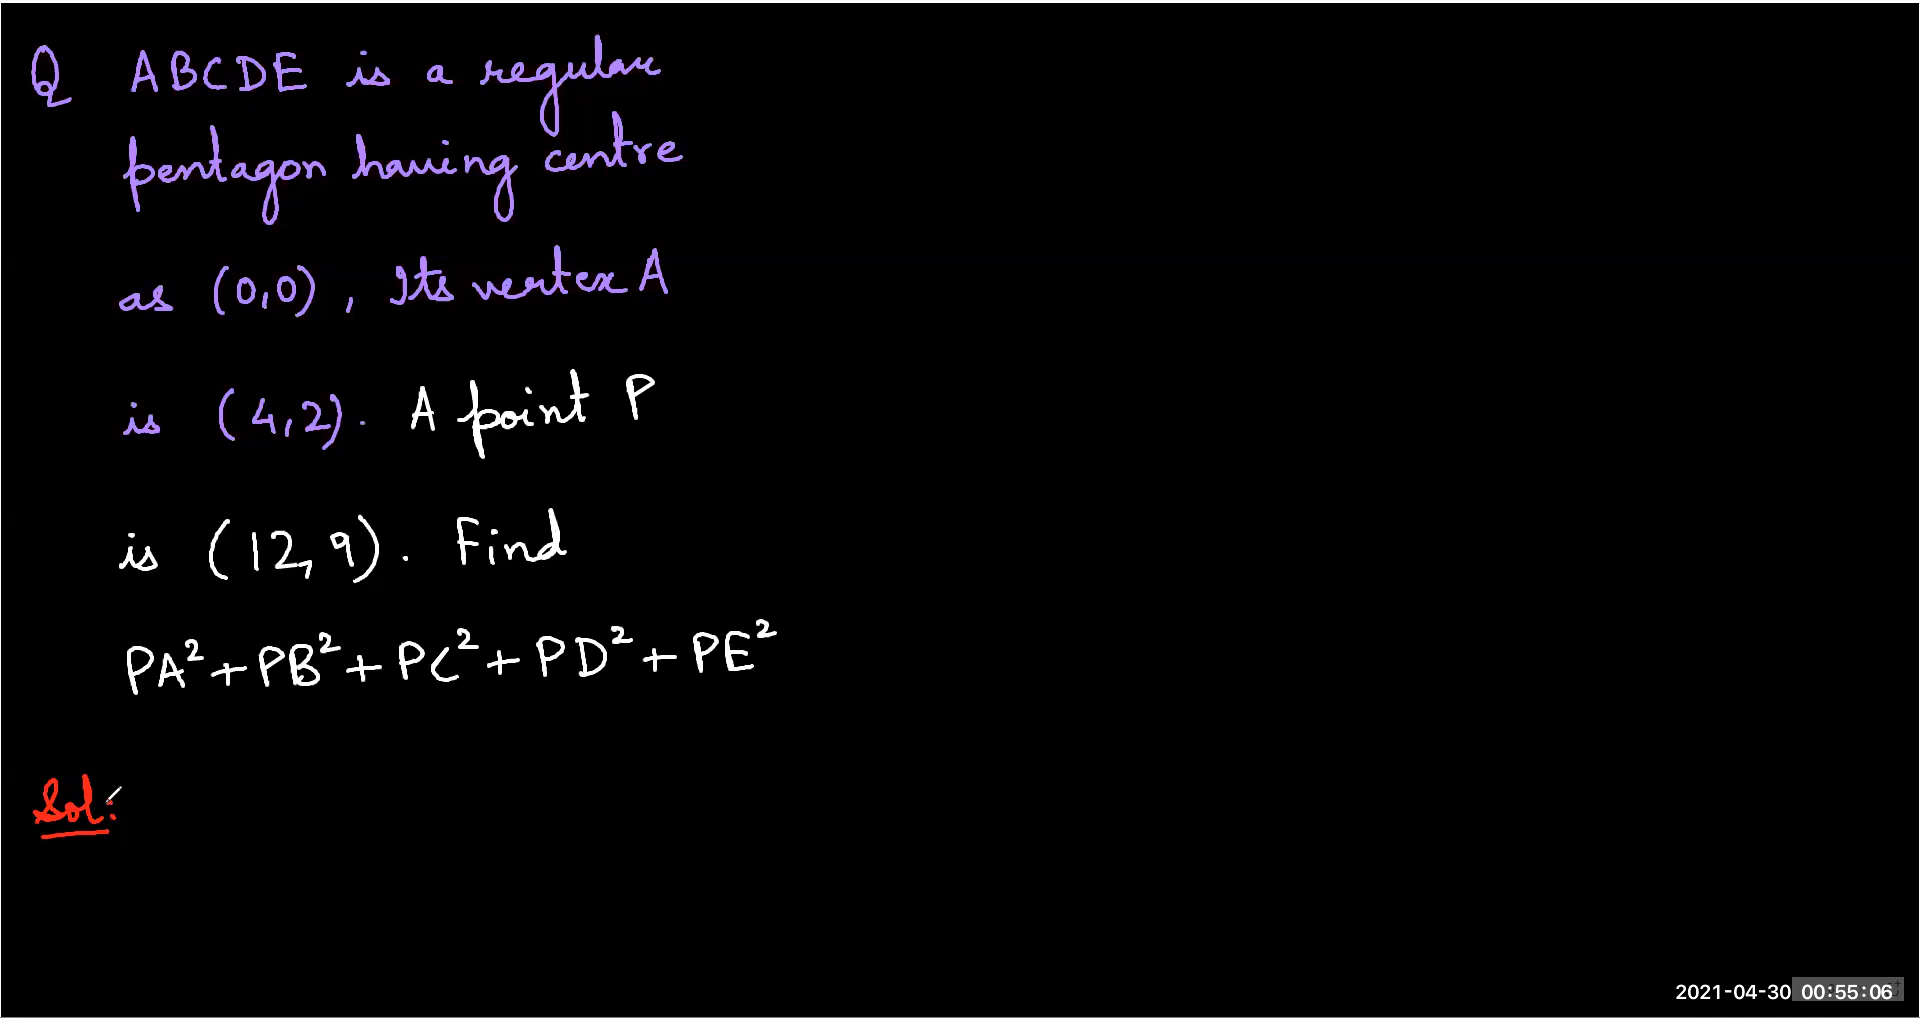 Q ABCDE is a regular
pentagon having centre
as (0,0), Its vertex A
is (4,2). A point P
is (12,9). Find
PA²+PB²+PC²+PD²+PE²
Sol:
2021-04-30 00:55:06